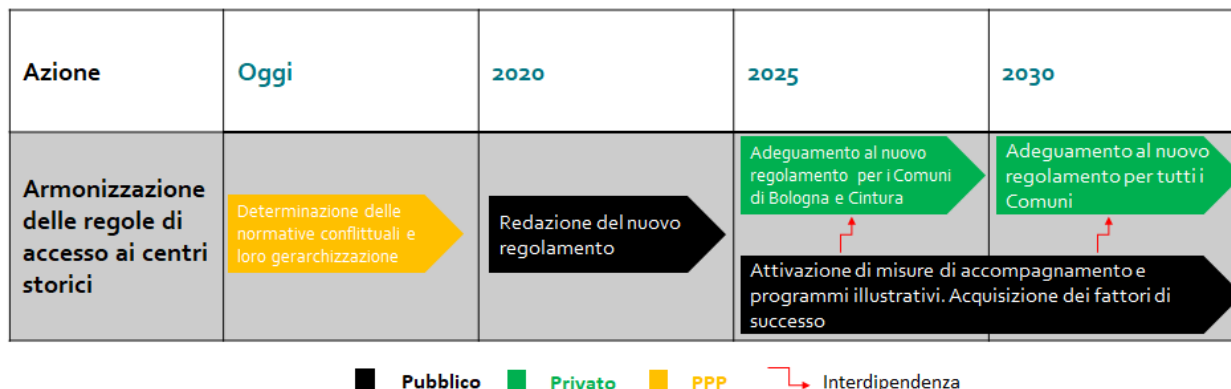 Azione
Oggi
2020
2025
2030
Armonizzazione
delle regole di
accesso ai centri
storici
Determinazione delle
normative conflittuali e
loro gerarchizzazione
Redazione del nuovo
regolamento
Adeguamento al nuovo
regolamento per i Comuni
di Bologna e Cintura
Adeguamento al nuovo
regolamento per tutti i
Comuni
Attivazione di misure di accompagnamento e
programmi illustrativi. Acquisizione dei fattori di
successo
Pubblico
Privato
PPP
Interdipendenza